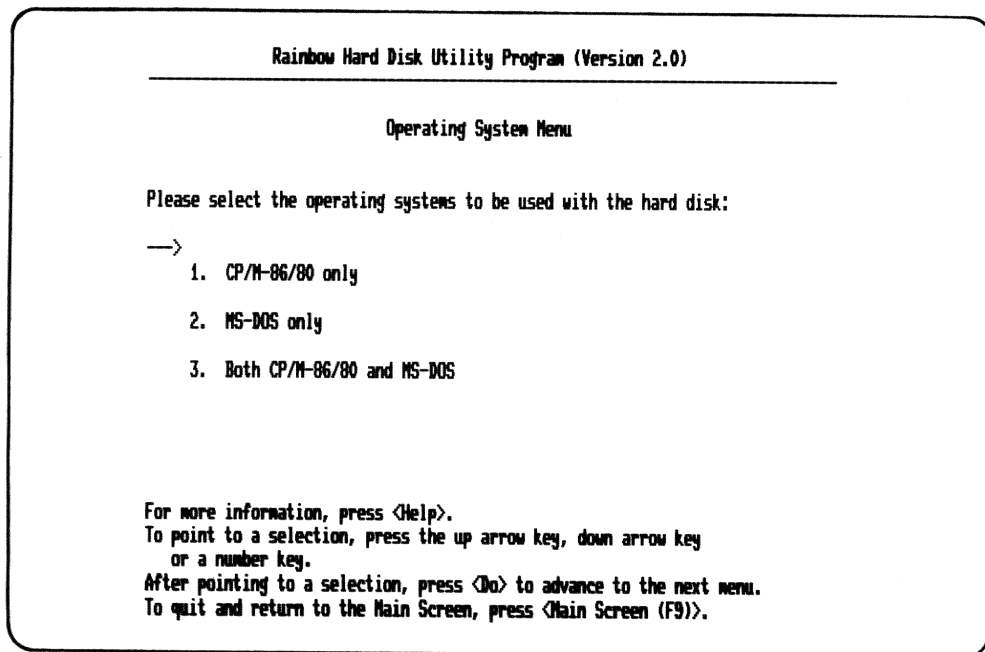 Rainbow Hard Disk Utility Program (Version 2.0)
Operating System Menu
Please select the operating systems to be used with the hard disk:
-->
1. CP/M-86/80 only
2. MS-DOS only
3. Both CP/M-86/80 and MS-DOS
For more information, press <Help>.
To point to a selection, press the up arrow key, down arrow key
or a number key.
After pointing to a selection, press <Do> to advance to the next menu.
To quit and return to the Main Screen, press <Main Screen (F9)>.